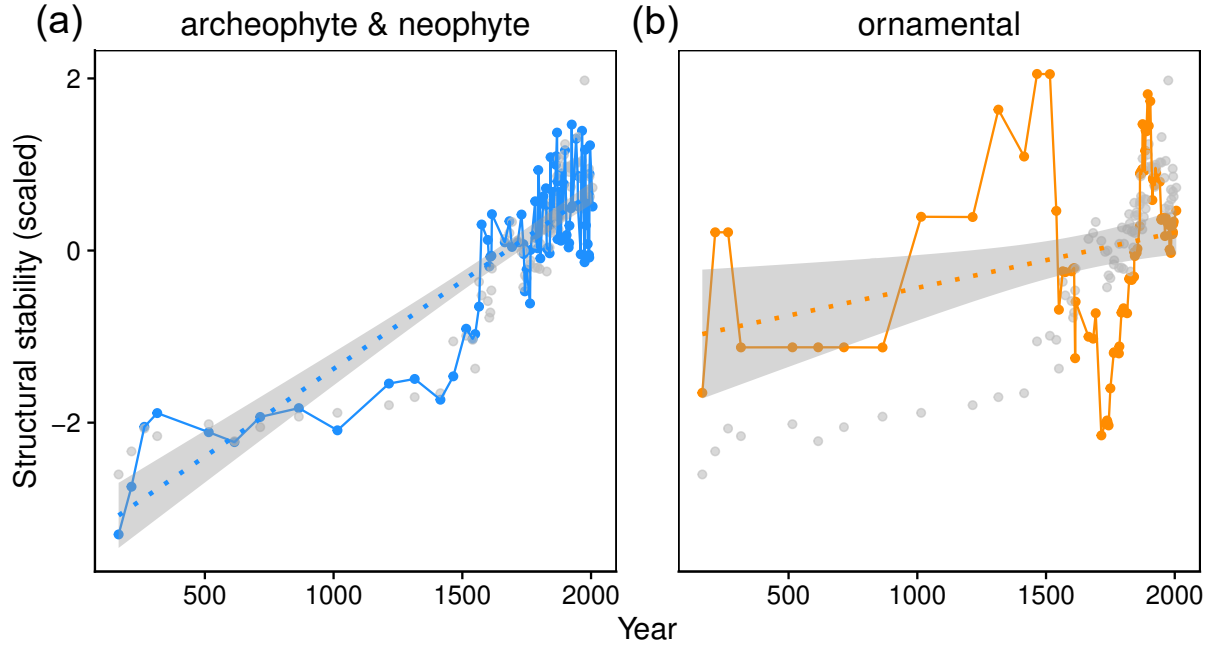 (a) archeophyte & neophyte
(b) ornamental
Structural stability (scaled)
2
0
−2
500 1000 1500 2000
500 1000 1500 2000
Year